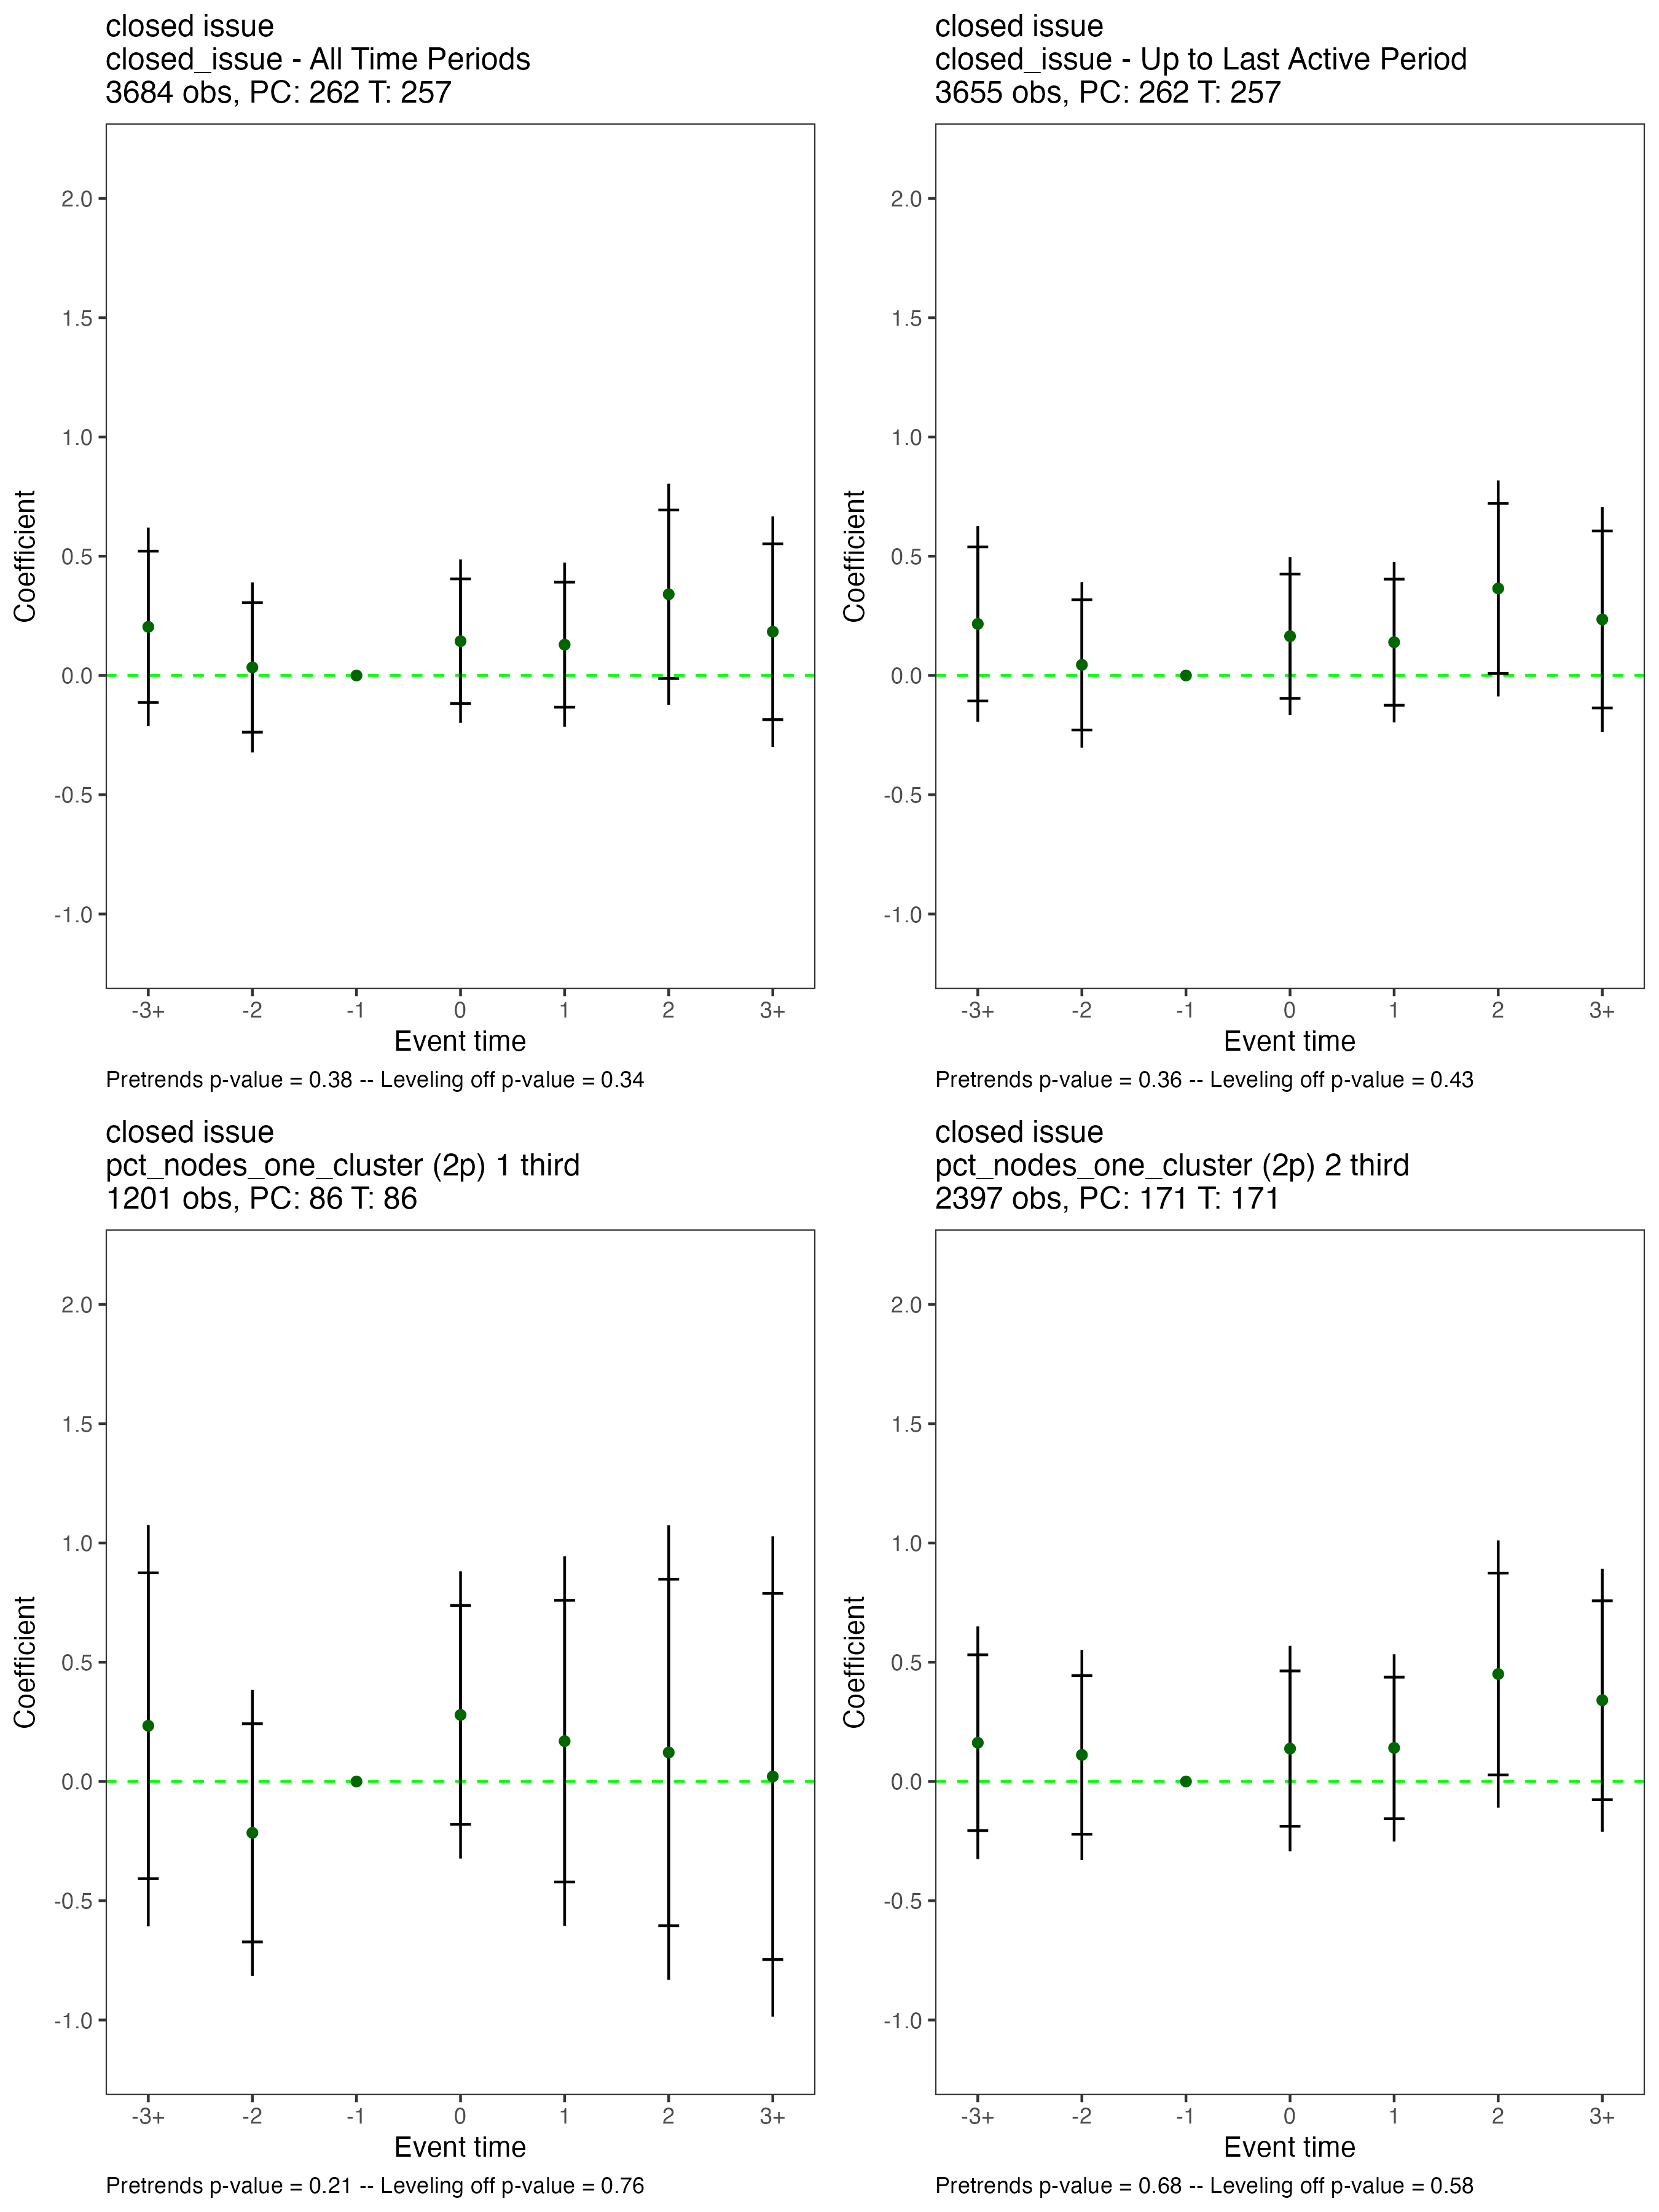 closed issue
closed_issue - All Time Periods
3684 obs, PC: 262 T: 257
Coefficient
2.0
1.5
1.0
0.5
0.0
-0.5
-1.0
-3+ -2 -1 0 1 2 3+
Event time
Pretrends p-value = 0.38 -- Leveling off p-value = 0.34
closed issue
closed_issue - Up to Last Active Period
3655 obs, PC: 262 T: 257
Coefficient
2.0
1.5
1.0
0.5
0.0
-0.5
-1.0
-3+ -2 -1 0 1 2 3+
Event time
Pretrends p-value = 0.36 -- Leveling off p-value = 0.43
closed issue
pct_nodes_one_cluster (2p) 1 third
1201 obs, PC: 86 T: 86
Coefficient
2.0
1.5
1.0
0.5
0.0
-0.5
-1.0
-3+ -2 -1 0 1 2 3+
Event time
Pretrends p-value = 0.21 -- Leveling off p-value = 0.76
closed issue
pct_nodes_one_cluster (2p) 2 third
2397 obs, PC: 171 T: 171
Coefficient
2.0
1.5
1.0
0.5
0.0
-0.5
-1.0
-3+ -2 -1 0 1 2 3+
Event time
Pretrends p-value = 0.68 -- Leveling off p-value = 0.58